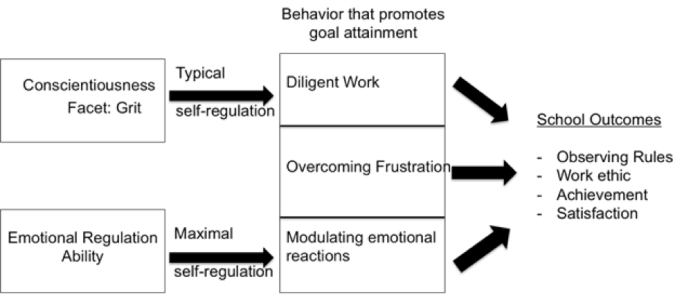 Behavior that promotes
goal attainment
Conscientiousness
Facet: Grit
Typical
self-regulation
Diligent Work
Overcoming Frustration
Emotional Regulation
Ability
Maximal
self-regulation
Modulating emotional
reactions
School Outcomes
- Observing Rules
- Work ethic
- Achievement
- Satisfaction